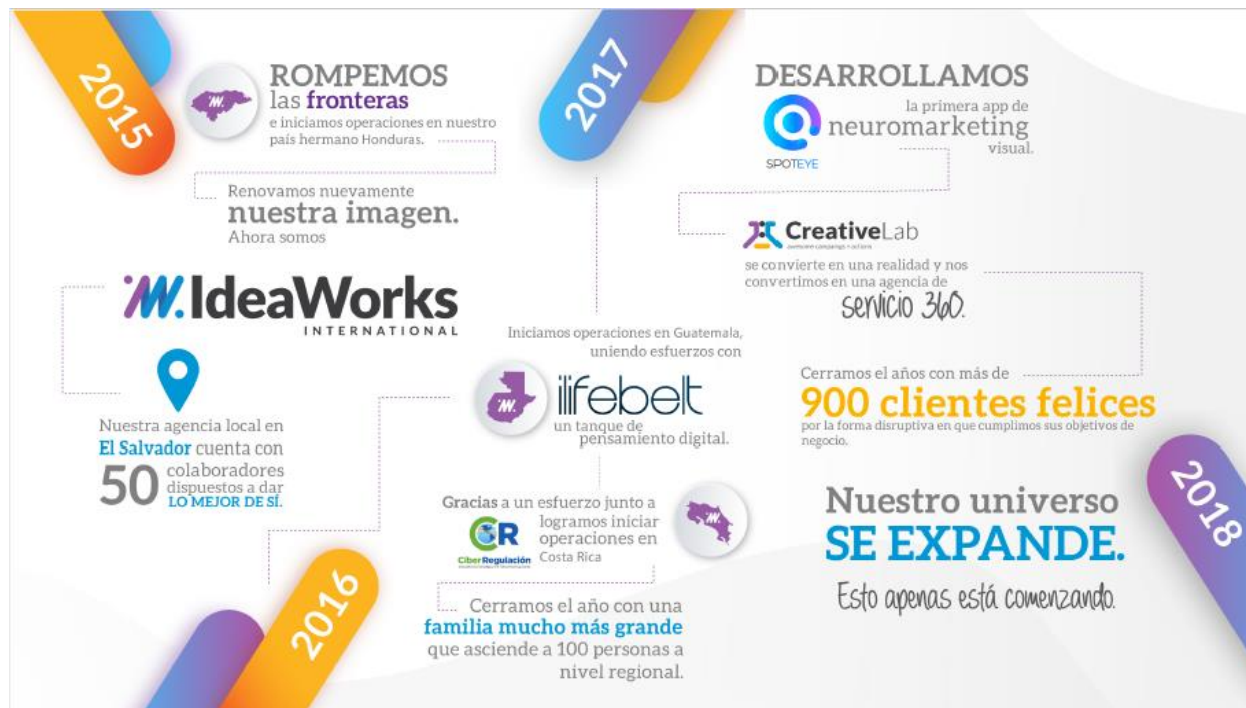 2015
ROMPEMOS
las fronteras
e iniciamos operaciones en nuestro
país hermano Honduras.
Renovamos nuevamente
nuestra imagen.
Ahora somos
IW.IdeaWorks
INTERNATIONAL
Nuestra agencia local en
El Salvador cuenta con
50 colaboradores
dispuestos a dar
LO MEJOR DE SÍ.
2016
Iniciamos operaciones en Guatemala,
uniendo esfuerzos con
ilifebelt
un tanque de
pensamiento digital.
Gracias a un esfuerzo junto a
CR
CiberRegulación
logramos iniciar
operaciones en
Costa Rica
Cerramos el año con una
familia mucho más grande
que asciende a 100 personas a
nivel regional.
2017
DESARROLLAMOS
la primera app de
neuromarketing
visual.
SPOTEYE
CreativeLab
se convierte en una realidad y nos
convertimos en una agencia de
servicio 360.
Cerramos el años con más de
900 clientes felices
por la forma disruptiva en que cumplimos sus objetivos de
negocio.
2018
Nuestro universo
SE EXPANDE.
Esto apenas está comenzando.